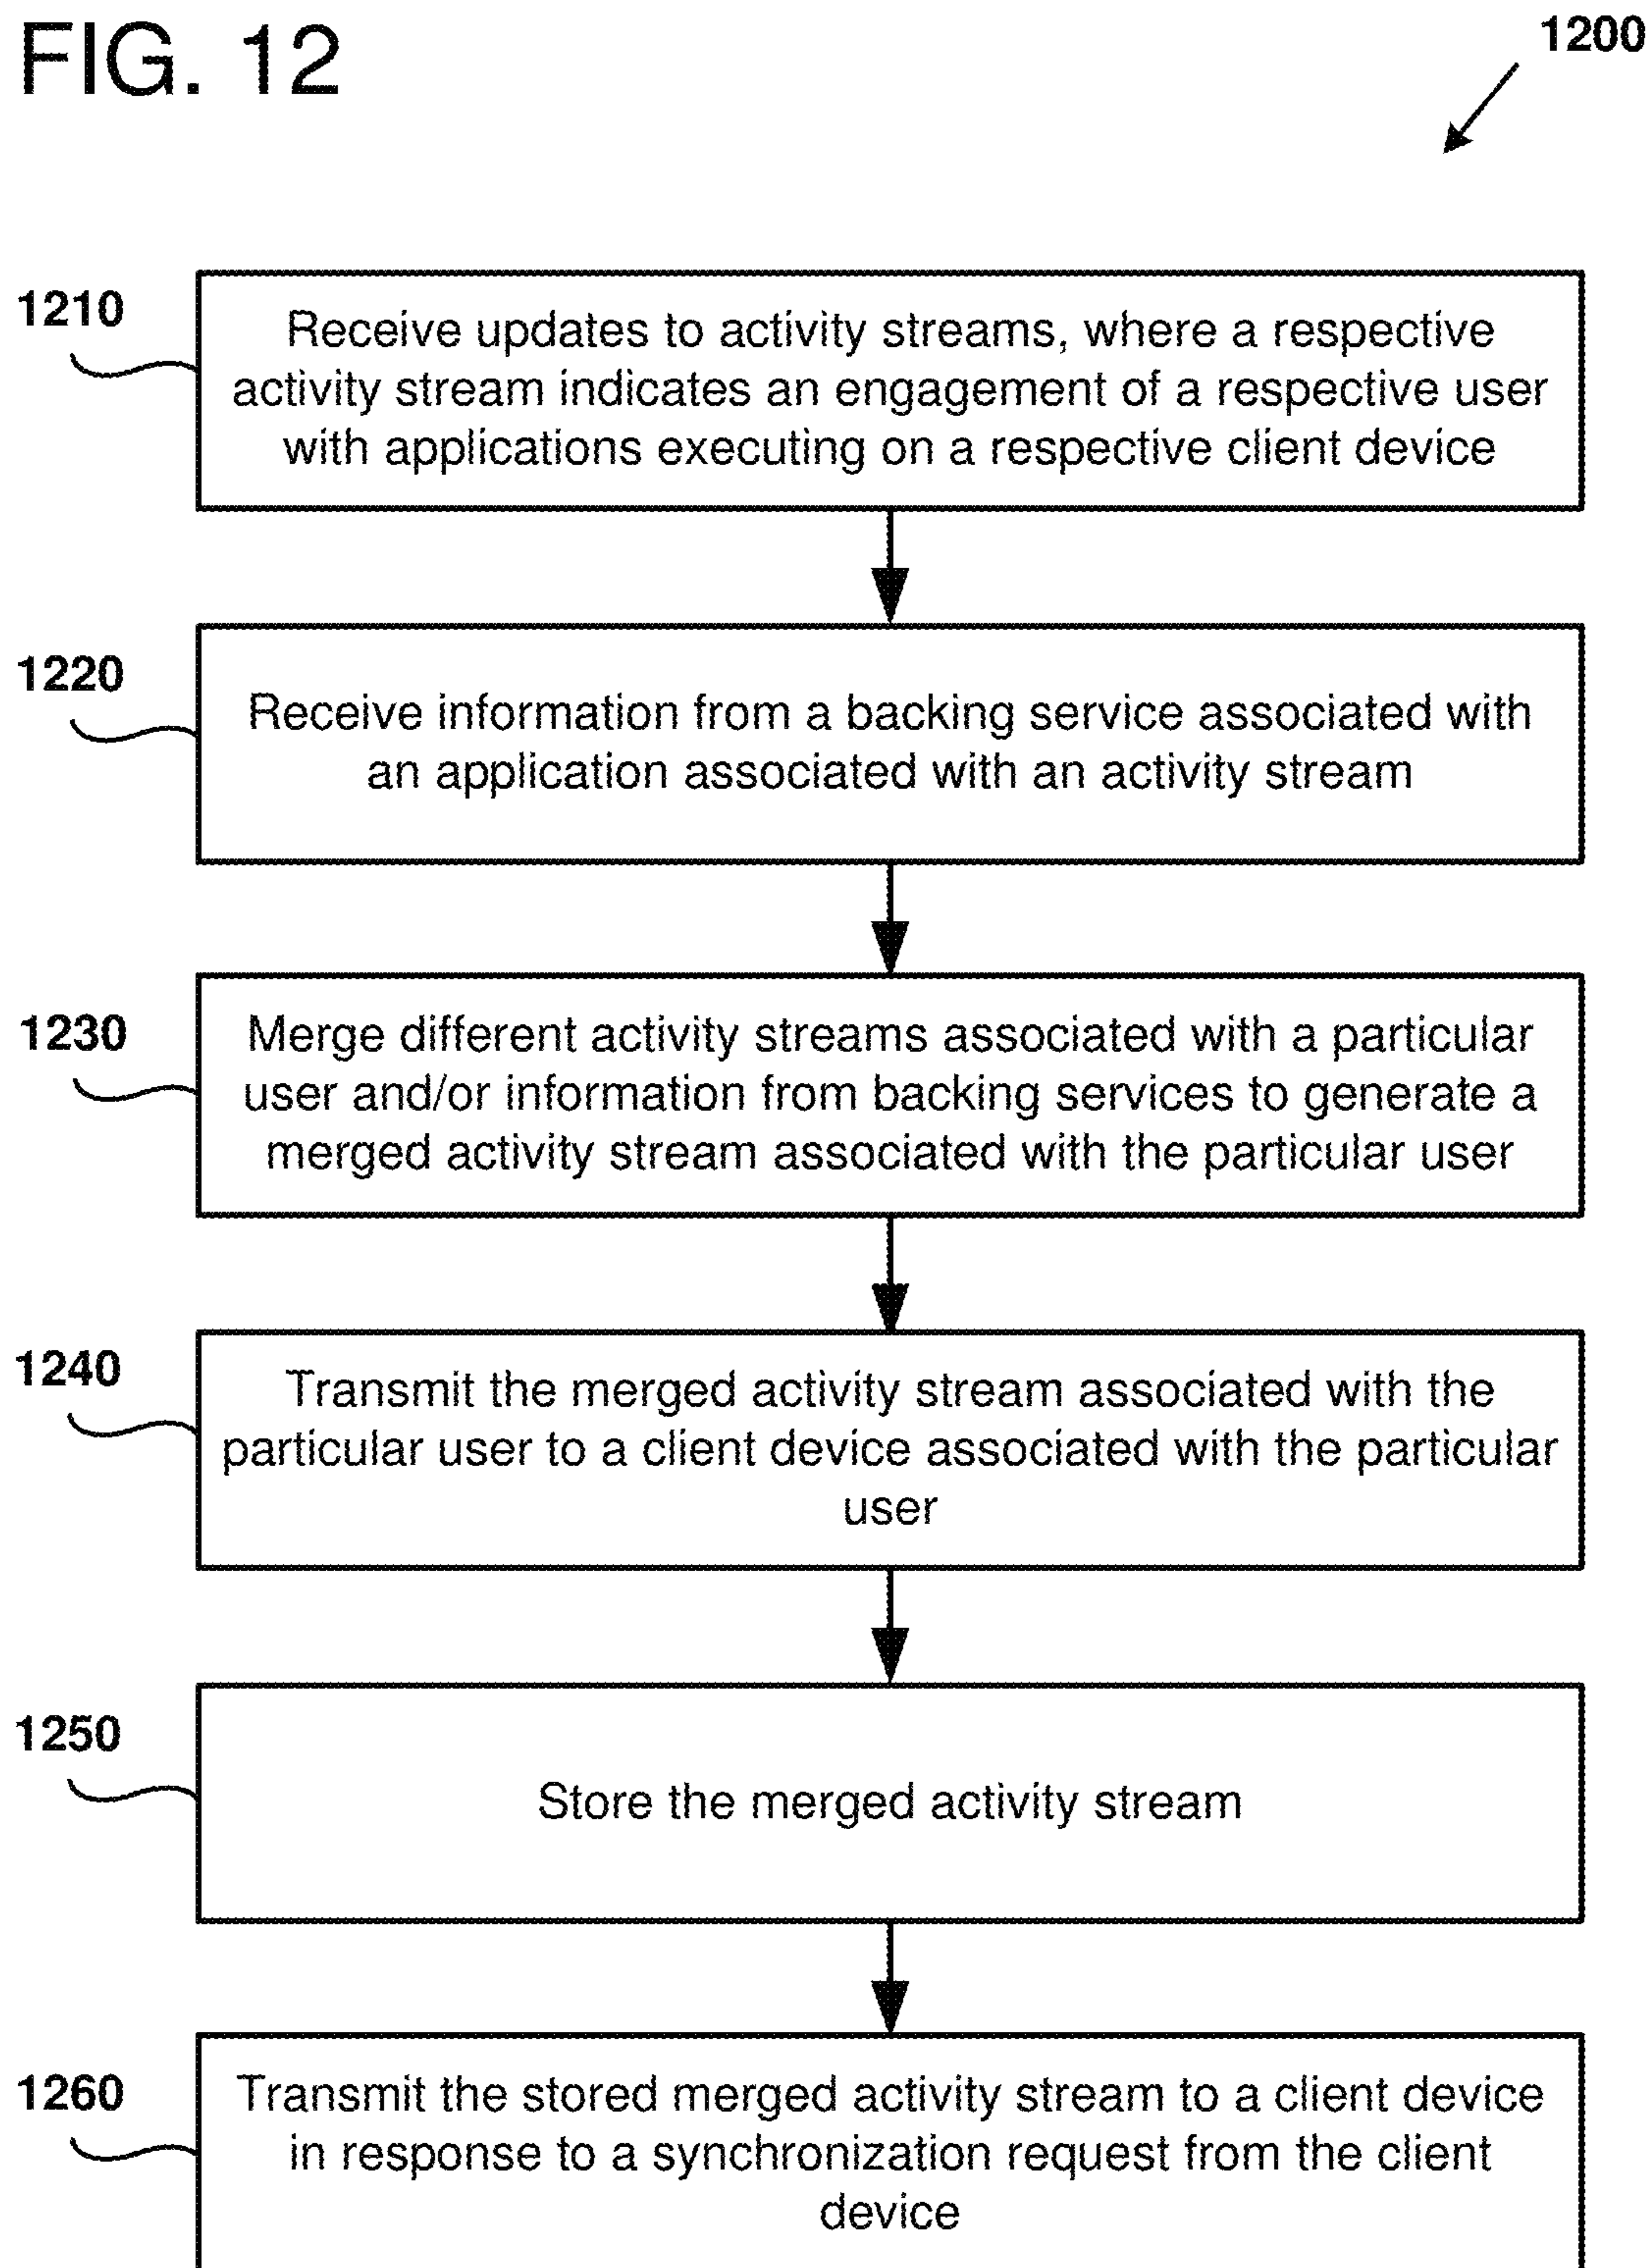 FIG. 12
1200
1210
Receive updates to activity streams, where a respective
activity stream indicates an engagement of a respective user
with applications executing on a respective client device
1220
Receive information from a backing service associated with
an application associated with an activity stream
1230
Merge different activity streams associated with a particular
user and/or information from backing services to generate a
merged activity stream associated with the particular user
1240
Transmit the merged activity stream associated with the
particular user to a client device associated with the particular
user
1250
Store the merged activity stream
1260
Transmit the stored merged activity stream to a client device
in response to a synchronization request from the client
device